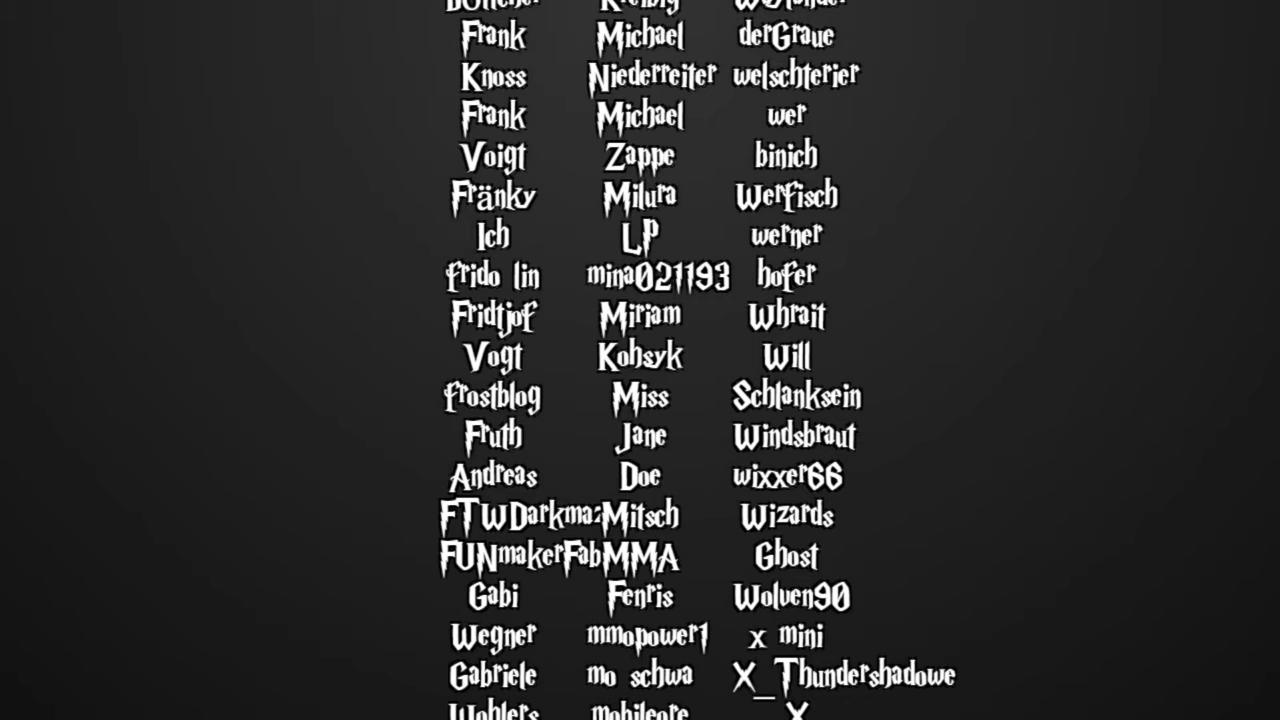 Frank Michael derGraue
Knoss Niederreiter welschterier
Frank Michael wer
Voigt Zappe binich
Fränky Milura Werfisch
Ich LP werner
frido lin mina021193 hofer
Fridtjof Miriam Whrait
Vogt Kohsyk Will
frostblog Miss Schlanksein
Fruth Jane Windsbraut
Andreas Doe wixxer66
FTWDarkmaz Mitsch Wizards
FUNmakerFab MMA Ghost
Gabi Fenris Wolven90
Wegner mmopower1 x mini
Gabriele mo schwa X_Thundershadowe
Wohlers X